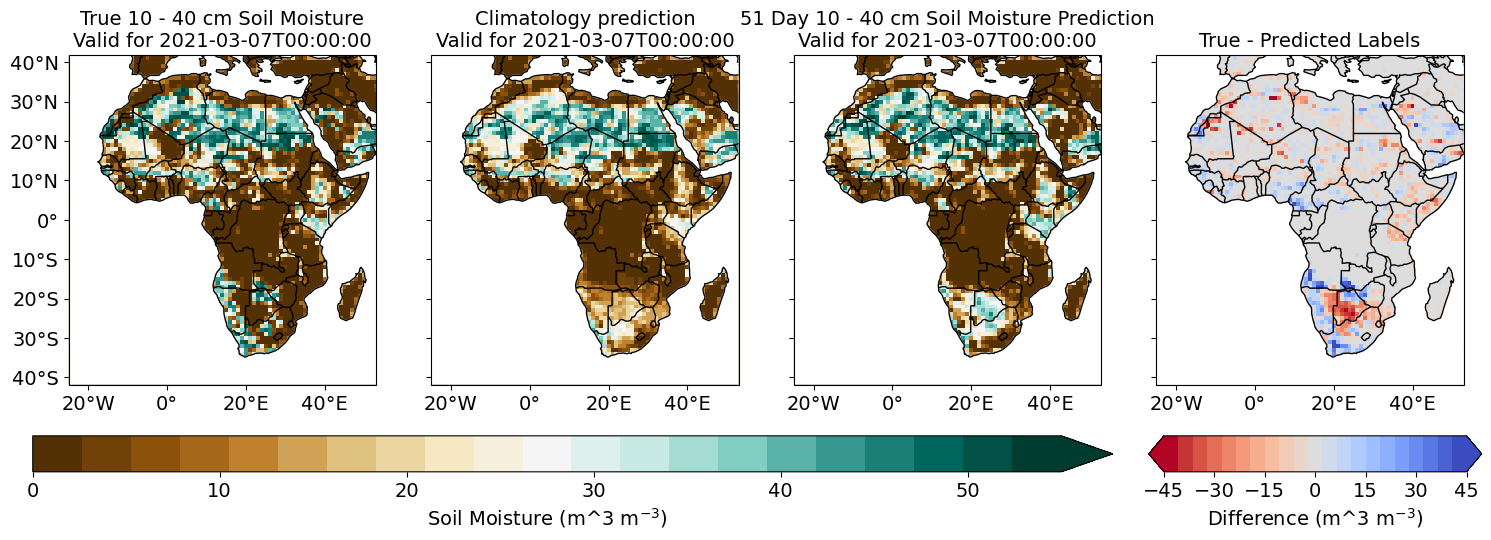 True 10 - 40 cm Soil Moisture
Valid for 2021-03-07T00:00:00
Climatology prediction
Valid for 2021-03-07T00:00:00
51 Day 10 - 40 cm Soil Moisture Prediction
Valid for 2021-03-07T00:00:00
True - Predicted Labels
40°N
30°N
20°N
10°N
0°
10°S
20°S
30°S
40°S
20°W 0° 20°E 40°E
20°W 0° 20°E 40°E
20°W 0° 20°E 40°E
20°W 0° 20°E 40°E
0 10 20 30 40 50
Soil Moisture (m^3 m⁻³)
−45 −30 −15 0 15 30 45
Difference (m^3 m⁻³)